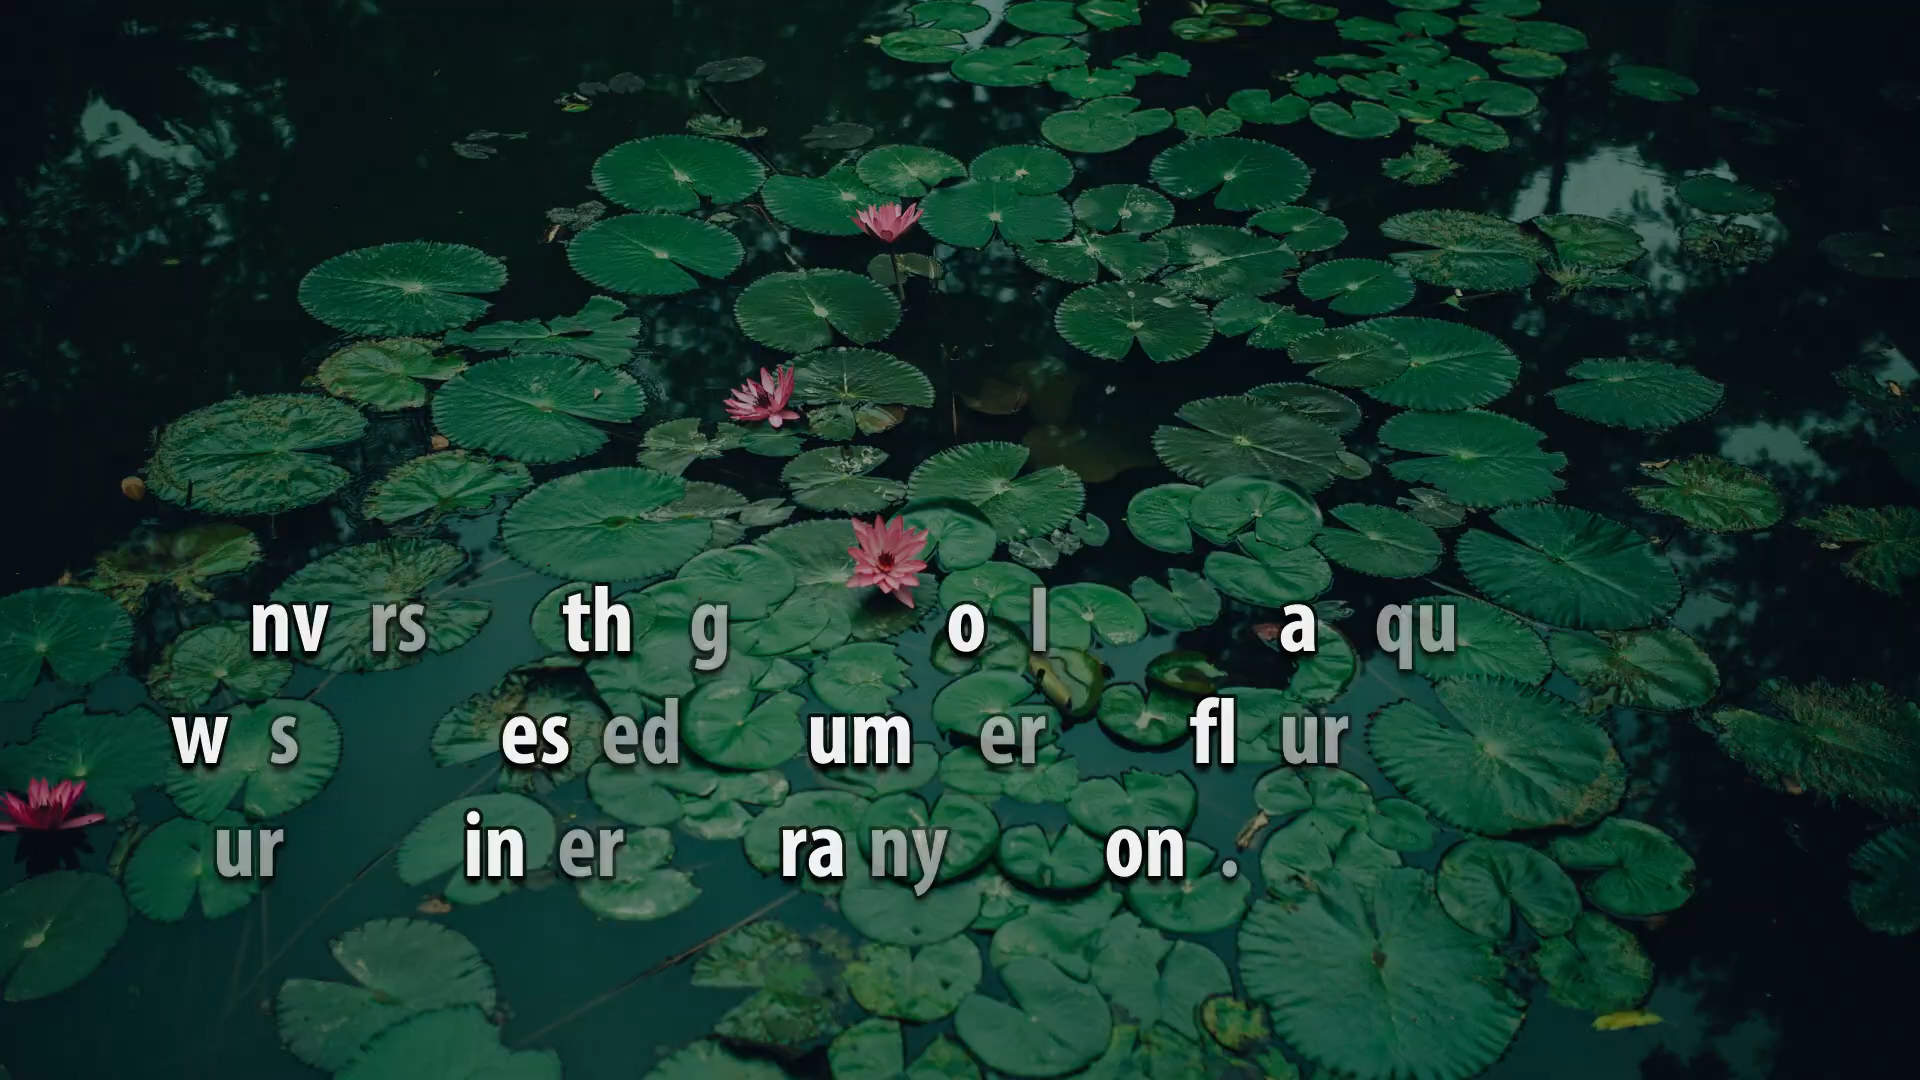 nv rs th g o l a qu
w s es ed um er fl ur
ur in er ra ny on .